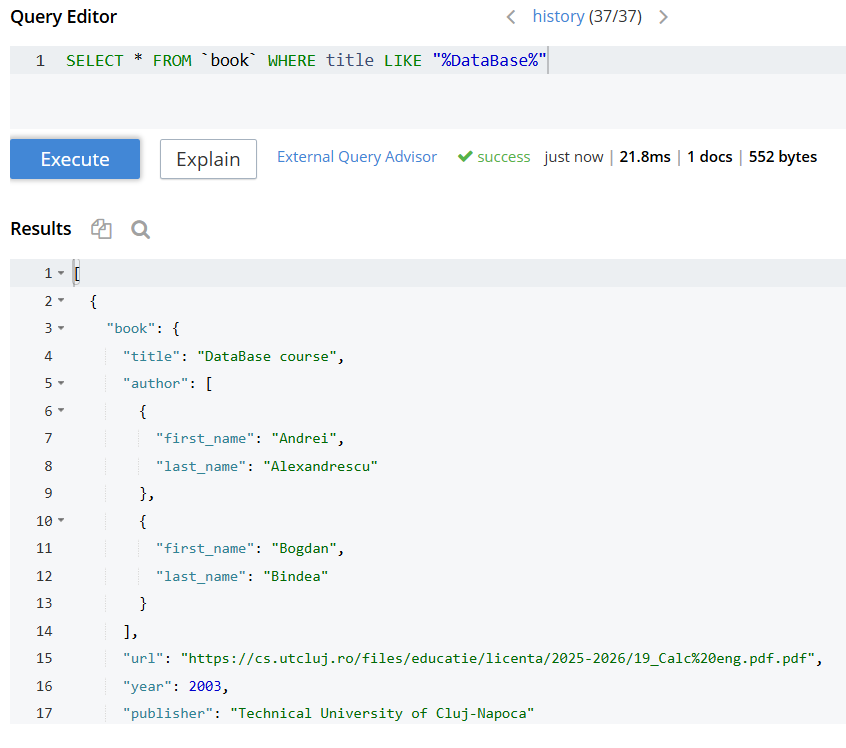 Query Editor
history (37/37)
1 SELECT * FROM `book` WHERE title LIKE "%DataBase%"
Execute Explain External Query Advisor success just now | 21.8ms | 1 docs | 552 bytes
Results
1 [
2 {
3 "book": {
4 "title": "DataBase course",
5 "author": [
6 {
7 "first_name": "Andrei",
8 "last_name": "Alexandrescu"
9 },
10 {
11 "first_name": "Bogdan",
12 "last_name": "Bindea"
13 }
14 ],
15 "url": "https://cs.utcluj.ro/files/educatie/licenta/2025-2026/19_Calc%20eng.pdf.pdf",
16 "year": 2003,
17 "publisher": "Technical University of Cluj-Napoca"